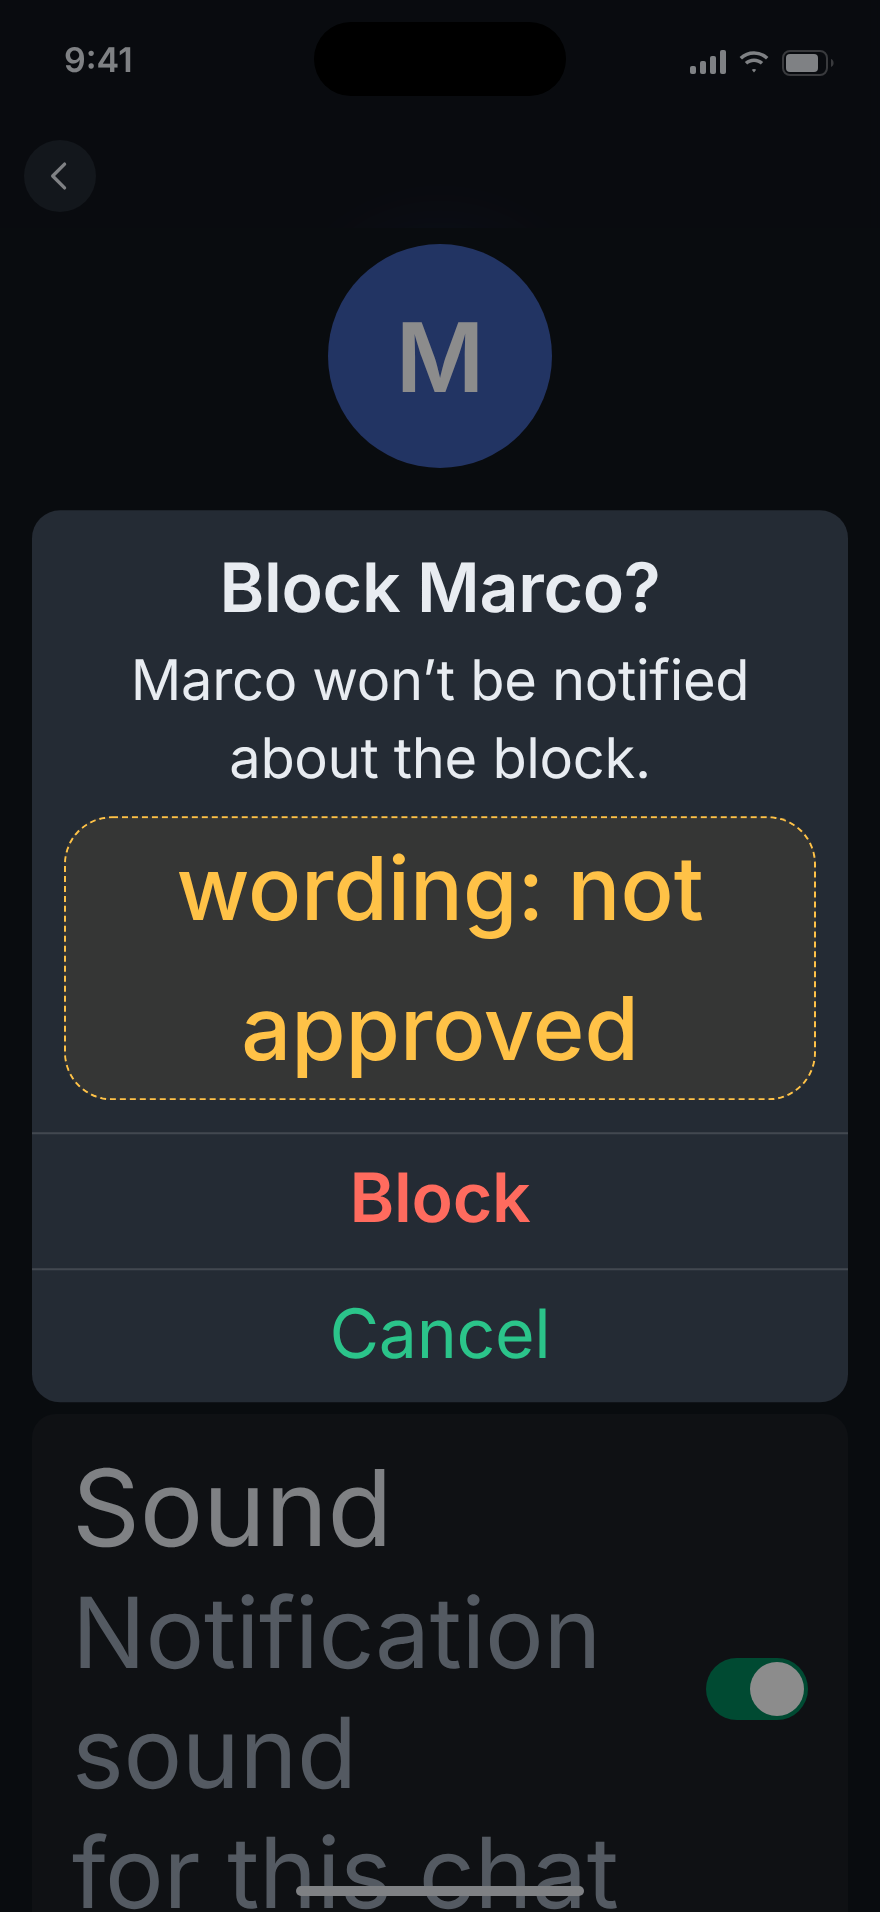 9:41
M
Block Marco?
Marco won’t be notified
about the block.
wording: not
approved
Block
Cancel
Sound
Notification
sound
for this chat